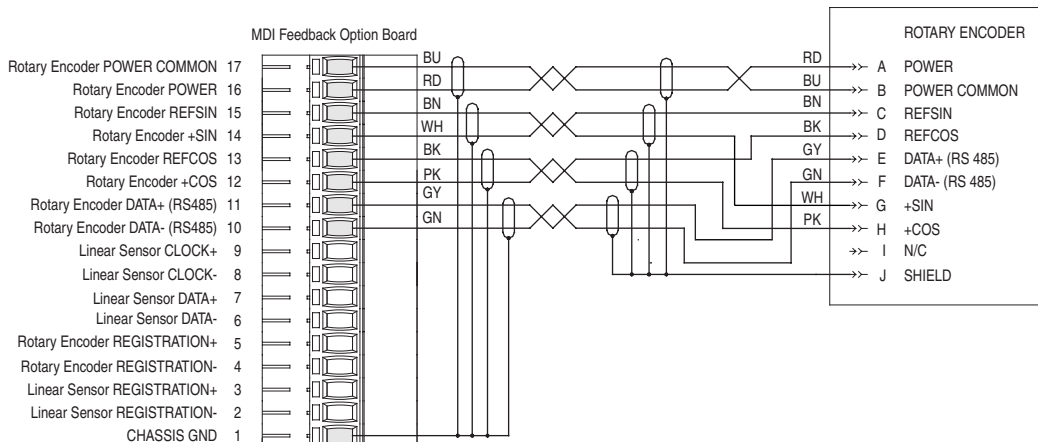 MDI Feedback Option Board
Rotary Encoder POWER COMMON 17
Rotary Encoder POWER 16
Rotary Encoder REFSIN 15
Rotary Encoder +SIN 14
Rotary Encoder REFCOS 13
Rotary Encoder +COS 12
Rotary Encoder DATA+ (RS485) 11
Rotary Encoder DATA- (RS485) 10
Linear Sensor CLOCK+ 9
Linear Sensor CLOCK- 8
Linear Sensor DATA+ 7
Linear Sensor DATA- 6
Rotary Encoder REGISTRATION+ 5
Rotary Encoder REGISTRATION- 4
Linear Sensor REGISTRATION+ 3
Linear Sensor REGISTRATION- 2
CHASSIS GND 1
BU
RD
BN
WH
BK
PK
GY
GN
RD
BU
BN
BK
GY
GN
WH
PK
ROTARY ENCODER
A POWER
B POWER COMMON
C REFSIN
D REFCOS
E DATA+ (RS 485)
F DATA- (RS 485)
G +SIN
H +COS
I N/C
J SHIELD